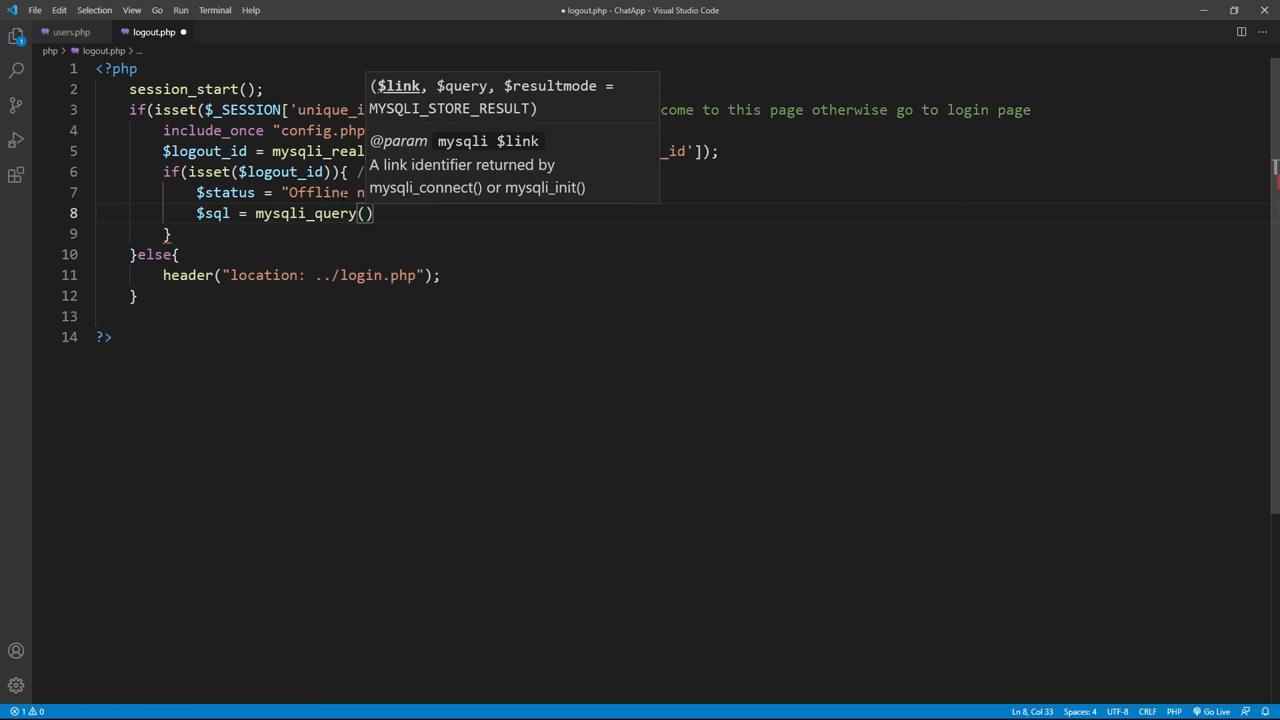 File Edit Selection View Go Run Terminal Help
● logout.php - ChatApp - Visual Studio Code
users.php logout.php ●
php > logout.php > ...
1 <?php
2 session_start();
3 if(isset($_SESSION['unique_i come to this page otherwise go to login page
4 include_once "config.php
5 $logout_id = mysqli_real _id']);
6 if(isset($logout_id)){ /
7 $status = "Offline n
8 $sql = mysqli_query()
9 }
10 }else{
11 header("location: ../login.php");
12 }
13
14 ?>
($link, $query, $resultmode =
MYSQLI_STORE_RESULT)
@param mysqli $link
A link identifier returned by
mysqli_connect() or mysqli_init()
1
1 0 Ln 8, Col 33 Spaces: 4 UTF-8 CRLF PHP Go Live